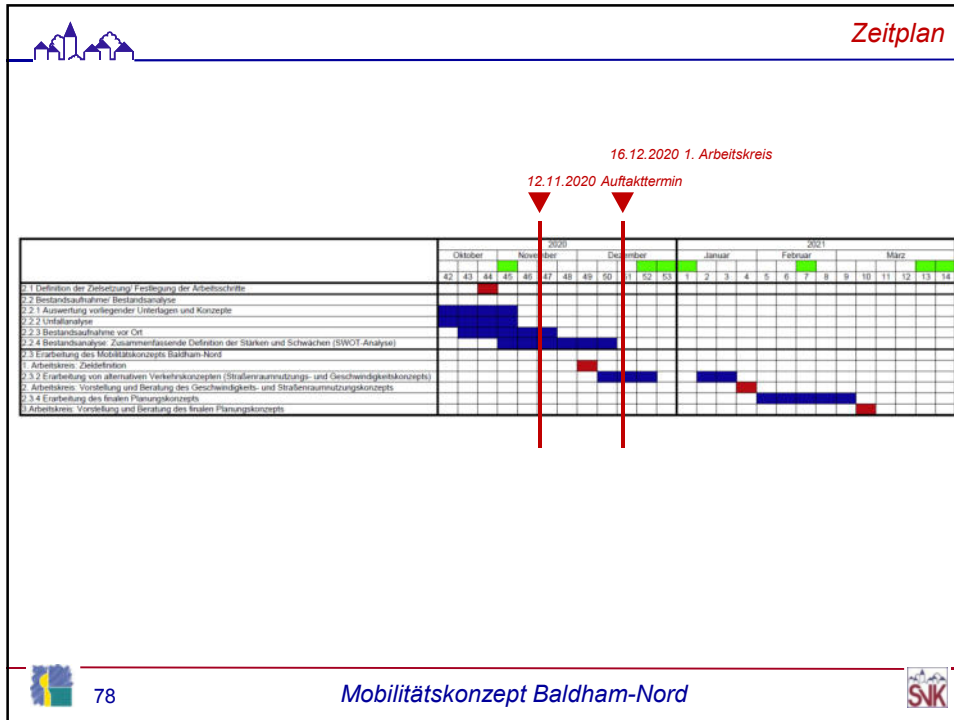 Zeitplan
16.12.2020 1. Arbeitskreis
12.11.2020 Auftakttermin
2020 2021
Oktober November Dezember Januar Februar März
42 43 44 45 46 47 48 49 50 51 52 53 1 2 3 4 5 6 7 8 9 10 11 12 13 14
2.1 Definition der Zielsetzung/ Festlegung der Arbeitsschritte
2.2 Bestandsaufnahme/ Bestandsanalyse
2.2.1 Auswertung vorliegender Unterlagen und Konzepte
2.2.2 Unfallanalyse
2.2.3 Bestandsaufnahme vor Ort
2.2.4 Bestandsanalyse: Zusammenfassende Definition der Stärken und Schwächen (SWOT-Analyse)
2.3 Erarbeitung des Mobilitätskonzepts Baldham-Nord
1. Arbeitskreis: Zieldefinition
2.3.2 Erarbeitung von alternativen Verkehrskonzepten (Straßenraumnutzungs- und Geschwindigkeitskonzepts)
2. Arbeitskreis: Vorstellung und Beratung des Geschwindigkeits- und Straßenraumnutzungskonzepts
2.3.4 Erarbeitung des finalen Planungskonzepts
3.Arbeitskreis: Vorstellung und Beratung des finalen Planungskonzepts
78 Mobilitätskonzept Baldham-Nord
SVK